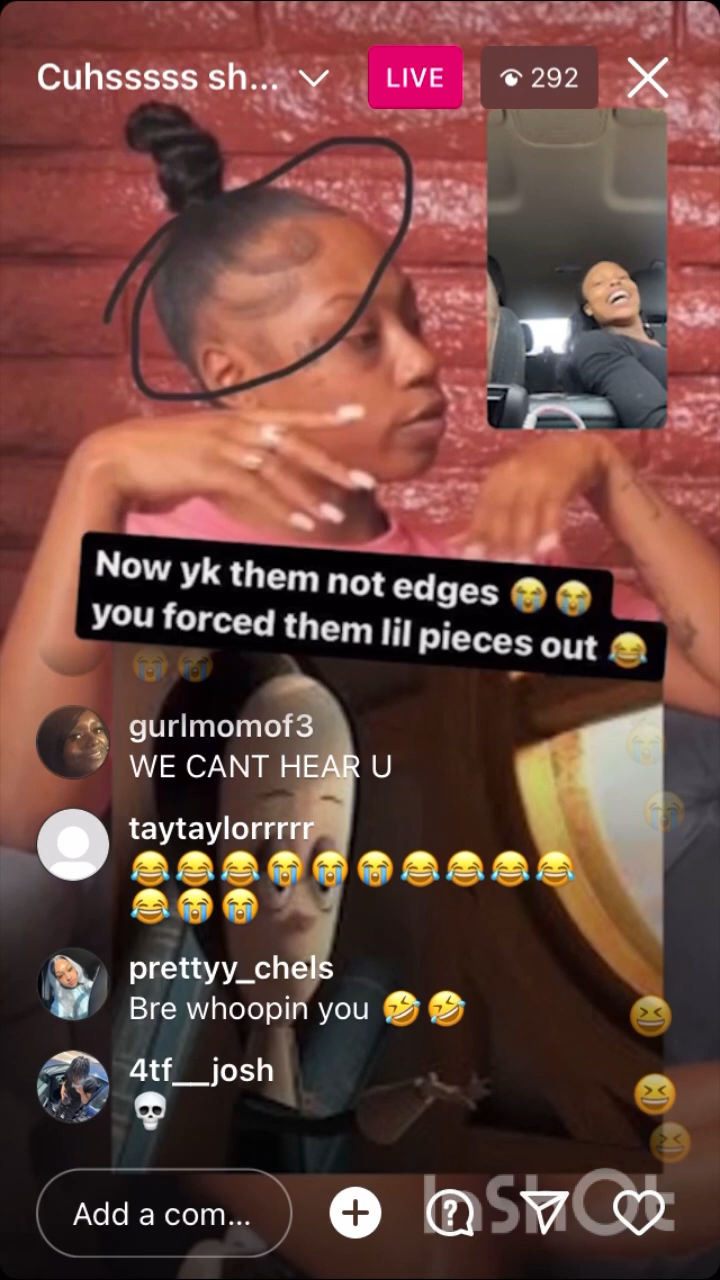 Cuhsssss sh...
LIVE
292
Now yk them not edges 😭😭
you forced them lil pieces out 😂
gurlmomof3
WE CANT HEAR U
taytaylorrrrr
😂😂😂😭😭😭😂😂😂😂
😂😭😭
prettyy_chels
Bre whoopin you 🤣🤣
4tf__josh
💀
Add a com...
InShOt